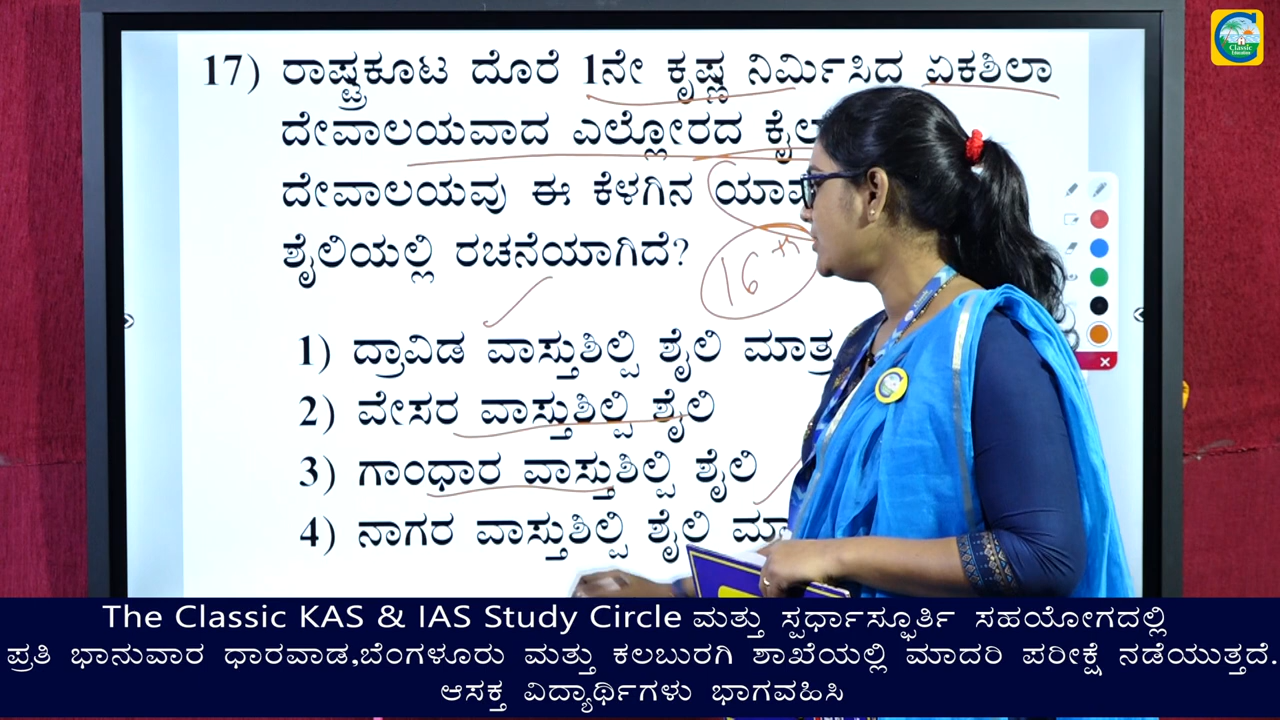 17) ರಾಷ್ಟ್ರಕೂಟ ದೊರೆ 1ನೇ ಕೃಷ್ಣ ನಿರ್ಮಿಸಿದ ಏಕಶಿಲಾ
ದೇವಾಲಯವಾದ ಎಲ್ಲೋರದ
ದೇವಾಲಯವು ಈ ಕೆಳಗಿನ
ಶೈಲಿಯಲ್ಲಿ ರಚನೆಯಾಗಿದೆ?
16
1) ದ್ರಾವಿಡ ವಾಸ್ತುಶಿಲ್ಪಿ ಶೈಲಿ ಮಾತ್ರ
2) ವೇಸರ ವಾಸ್ತುಶಿಲ್ಪಿ ಶೈಲಿ
3) ಗಾಂಧಾರ ವಾಸ್ತುಶಿಲ್ಪಿ ಶೈಲಿ
4) ನಾಗರ ವಾಸ್ತುಶಿಲ್ಪಿ ಶೈಲಿ
Classic
Education
The Classic KAS & IAS Study Circle ಮತ್ತು ಸ್ಪರ್ಧಾಸ್ಫೂರ್ತಿ ಸಹಯೋಗದಲ್ಲಿ
ಪ್ರತಿ ಭಾನುವಾರ ಧಾರವಾಡ,ಬೆಂಗಳೂರು ಮತ್ತು ಕಲಬುರಗಿ ಶಾಖೆಯಲ್ಲಿ ಮಾದರಿ ಪರೀಕ್ಷೆ ನಡೆಯುತ್ತದೆ.
ಆಸಕ್ತ ವಿದ್ಯಾರ್ಥಿಗಳು ಭಾಗವಹಿಸಿ